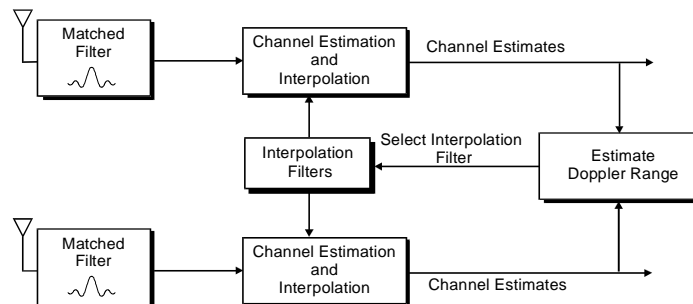 Matched
Filter
Channel Estimation
and
Interpolation
Channel Estimates
Interpolation
Filters
Select Interpolation
Filter
Estimate
Doppler Range
Matched
Filter
Channel Estimation
and
Interpolation
Channel Estimates